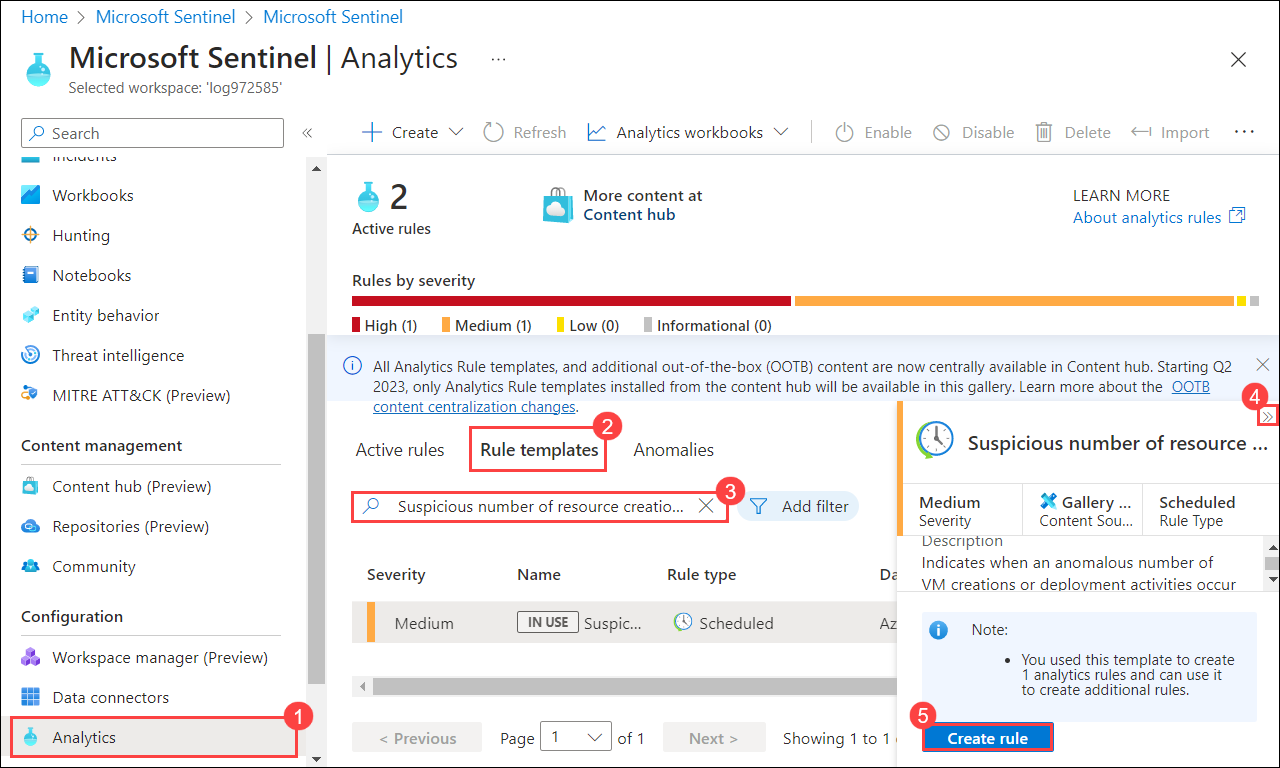 Home > Microsoft Sentinel > Microsoft Sentinel
Microsoft Sentinel | Analytics ...
Selected workspace: 'log972585'
Search
«
Create
Refresh
Analytics workbooks
Enable
Disable
Delete
Import
...
Incidents
Workbooks
Hunting
Notebooks
Entity behavior
Threat intelligence
MITRE ATT&CK (Preview)
Content management
Content hub (Preview)
Repositories (Preview)
Community
Configuration
Workspace manager (Preview)
Data connectors
Analytics
1
2
Active rules
More content at
Content hub
LEARN MORE
About analytics rules
Rules by severity
High (1)
Medium (1)
Low (0)
Informational (0)
All Analytics Rule templates, and additional out-of-the-box (OOTB) content are now centrally available in Content hub. Starting Q2
2023, only Analytics Rule templates installed from the content hub will be available in this gallery. Learn more about the OOTB
content centralization changes.
Active rules
Rule templates
2
Anomalies
Suspicious number of resource creatio...
3
Add filter
Severity
Name
Rule type
Da
Medium
IN USE
Suspic...
Scheduled
Az
< Previous
Page
1
of 1
Next >
Showing 1 to 1
4
»
Suspicious number of resource ...
Medium
Severity
Gallery ...
Content Sou...
Scheduled
Rule Type
Description
Indicates when an anomalous number of
VM creations or deployment activities occur
Note:
• You used this template to create
1 analytics rules and can use it
to create additional rules.
5
Create rule